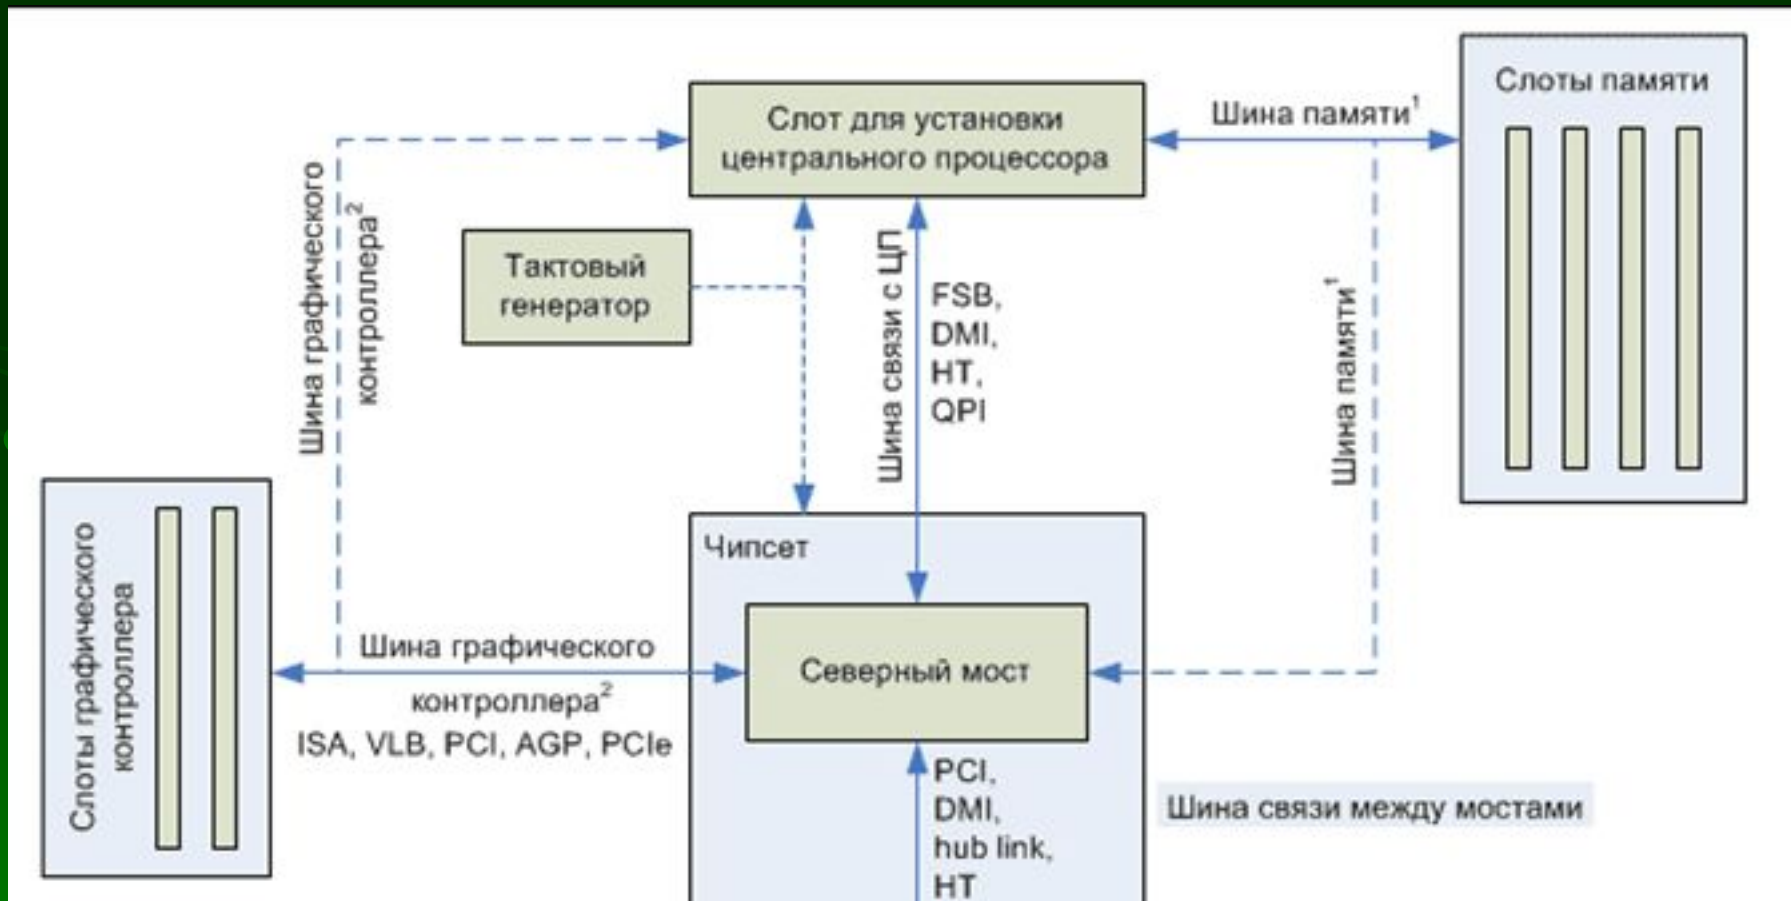 Слот для установки
центрального процессора
Шина памяти¹
Слоты памяти
Шина графического
контроллера²
Тактовый
генератор
Шина связи с ЦП
FSB,
DMI,
HT,
QPI
Шина памяти¹
Слоты графического
контроллера
Чипсет
Шина графического
контроллера²
ISA, VLB, PCI, AGP, PCIe
Северный мост
PCI,
DMI,
hub link,
HT
Шина связи между мостами